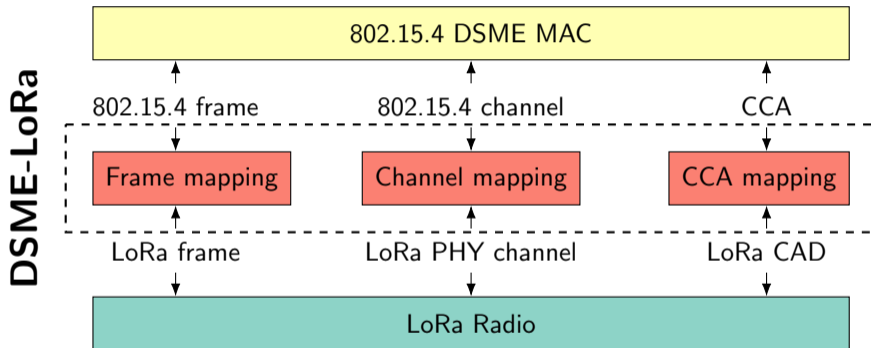 802.15.4 DSME MAC
802.15.4 frame 802.15.4 channel CCA
DSME-LoRa
Frame mapping Channel mapping CCA mapping
LoRa frame LoRa PHY channel LoRa CAD
LoRa Radio